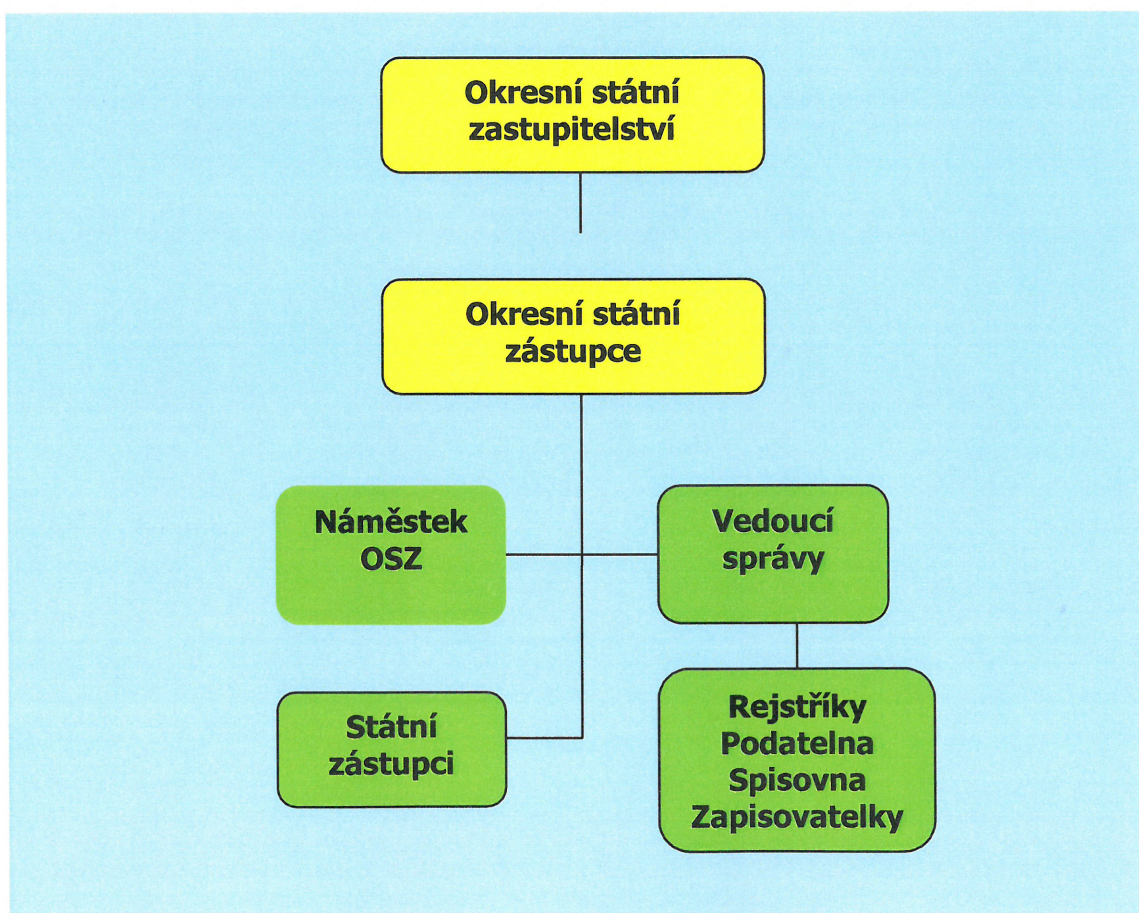 Okresní státní
zastupitelství
Okresní státní
zástupce
Náměstek
OSZ
Vedoucí
správy
Státní
zástupci
Rejstříky
Podatelna
Spisovna
Zapisovatelky